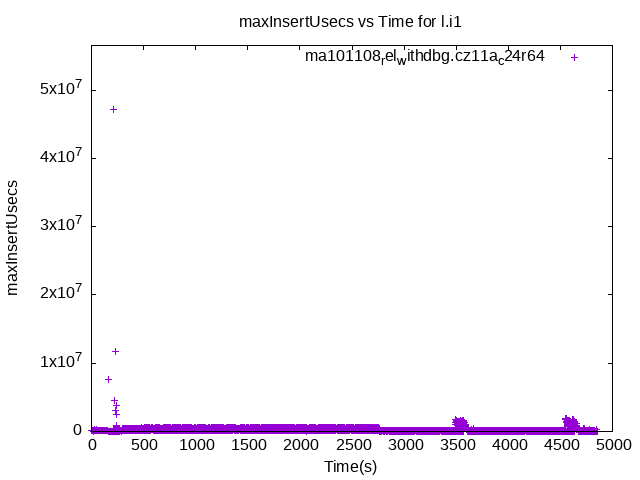 maxInsertUsecs vs Time for l.i1
ma101108relwithdbg.cz11ac24r64
5x10^7
4x10^7
3x10^7
2x10^7
1x10^7
0
maxInsertUsecs
0 500 1000 1500 2000 2500 3000 3500 4000 4500 5000
Time(s)